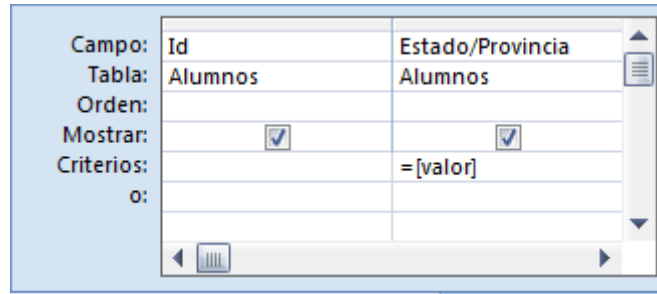 Campo: Id Estado/Provincia
Tabla: Alumnos Alumnos
Orden:
Mostrar:
Criterios: =[valor]
o: